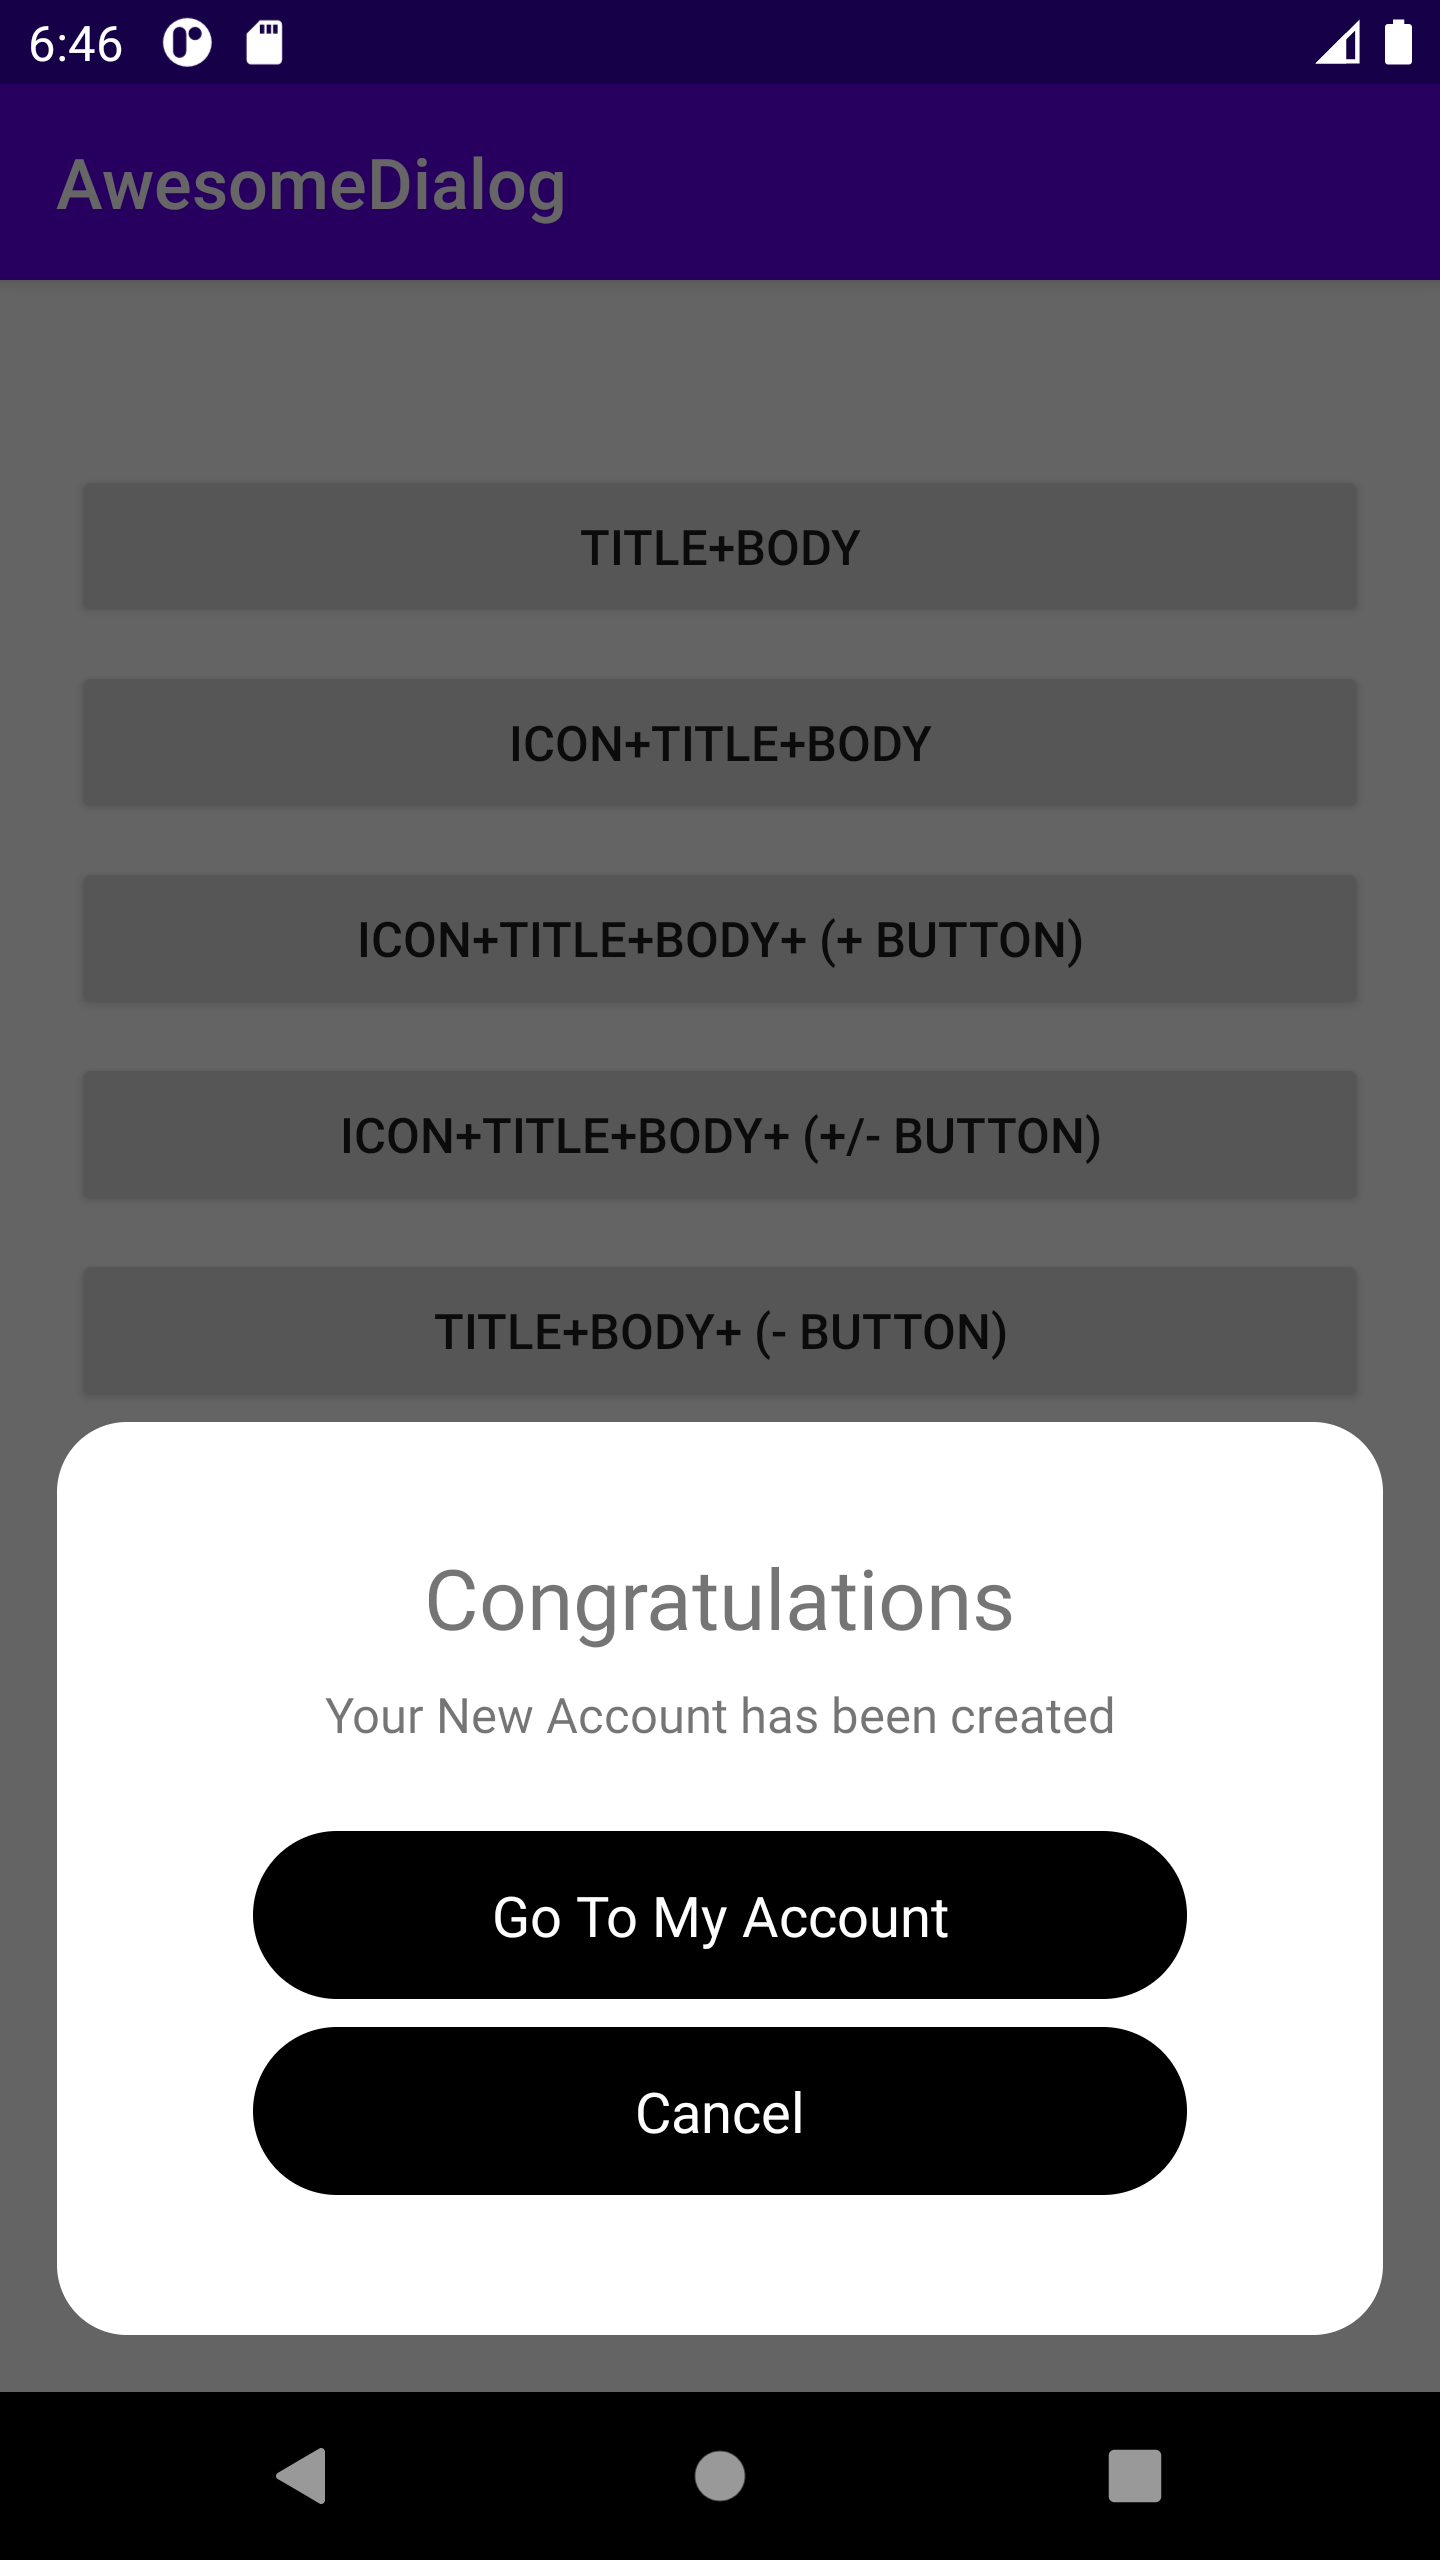 6:46
AwesomeDialog
TITLE+BODY
ICON+TITLE+BODY
ICON+TITLE+BODY+ (+ BUTTON)
ICON+TITLE+BODY+ (+/- BUTTON)
TITLE+BODY+ (- BUTTON)
Congratulations
Your New Account has been created
Go To My Account
Cancel